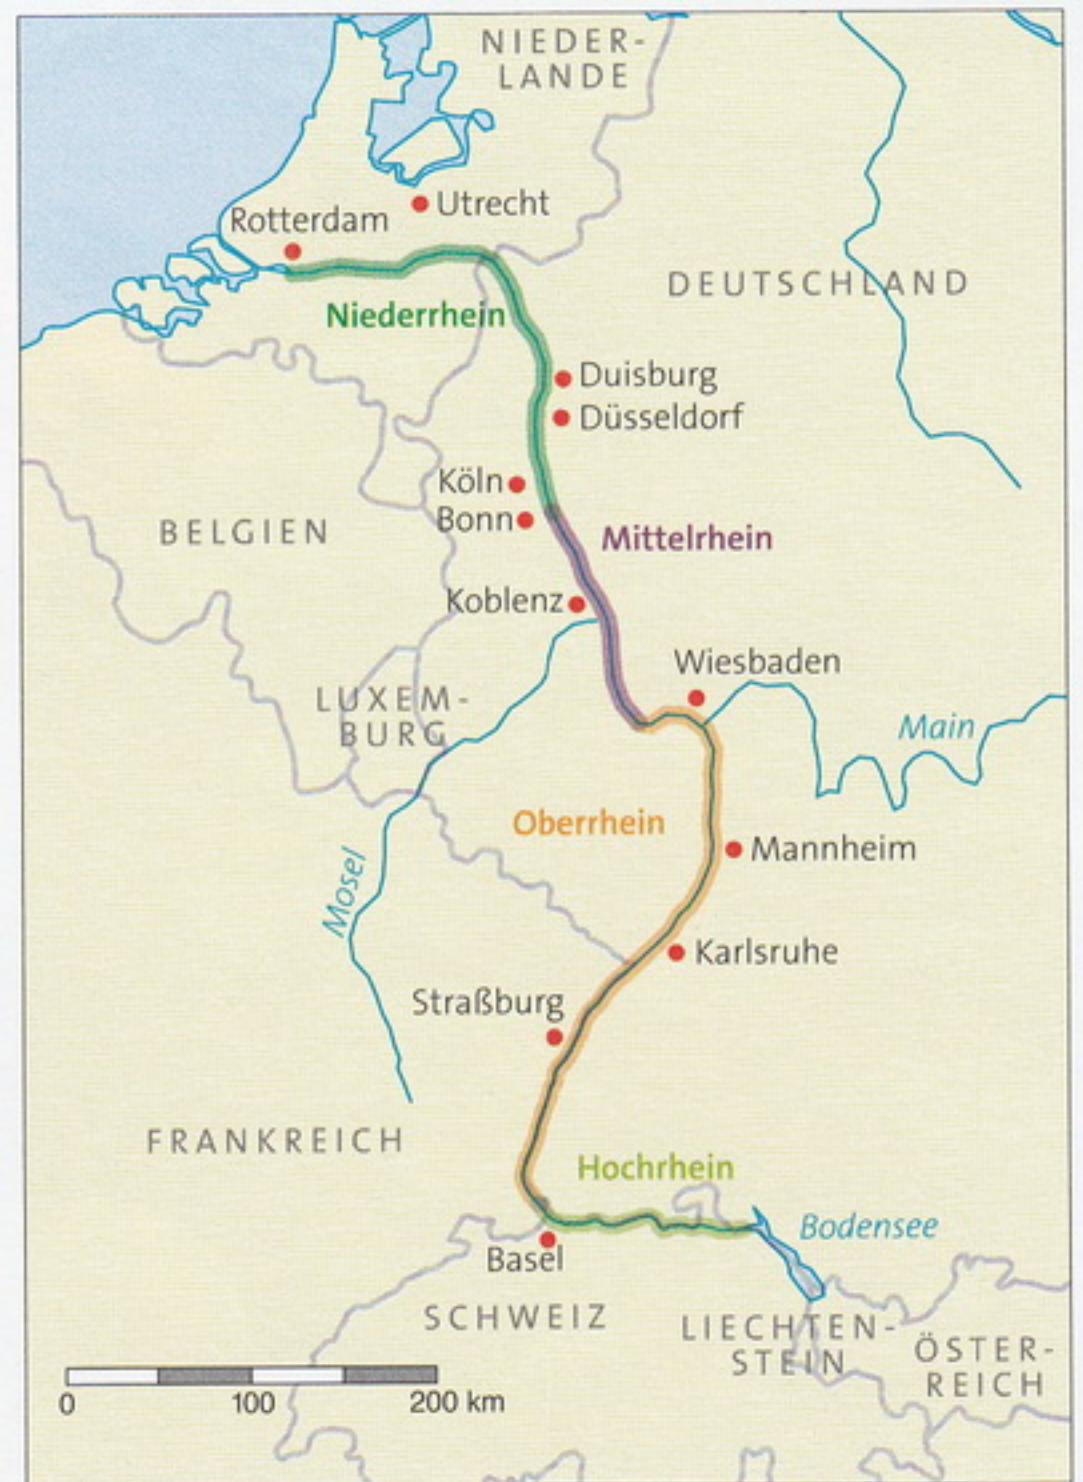 NIEDER-
LANDE
Utrecht
Rotterdam
DEUTSCHLAND
Niederrhein
Duisburg
Düsseldorf
Köln
Bonn
BELGIEN
Mittelrhein
Koblenz
Wiesbaden
LUXEM-
BURG
Main
Oberrhein
Mannheim
Mosel
Karlsruhe
Straßburg
FRANKREICH
Hochrhein
Bodensee
Basel
SCHWEIZ
LIECHTEN-
STEIN
ÖSTER-
REICH
0 100 200 km